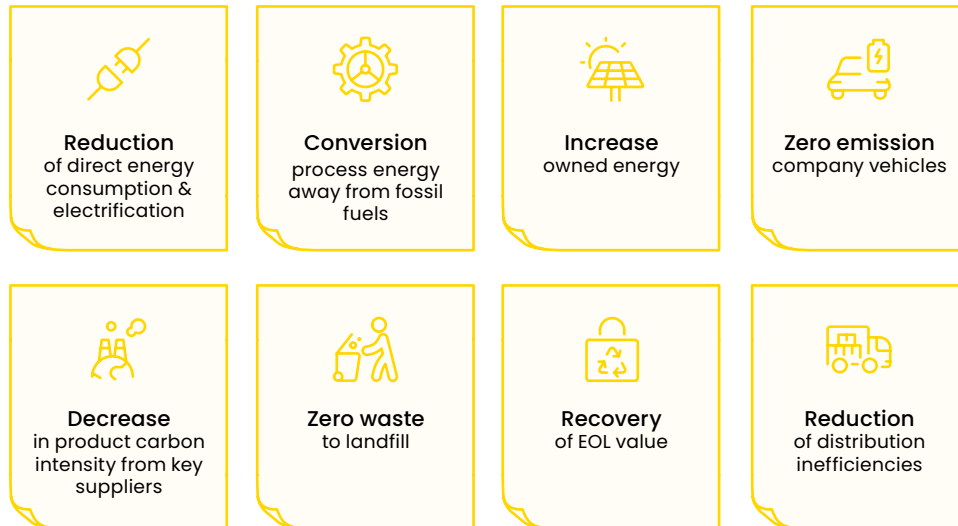 Reduction
of direct energy
consumption &
electrification
Conversion
process energy
away from fossil
fuels
Increase
owned energy
Zero emission
company vehicles
Decrease
in product carbon
intensity from key
suppliers
Zero waste
to landfill
Recovery
of EOL value
Reduction
of distribution
inefficiencies